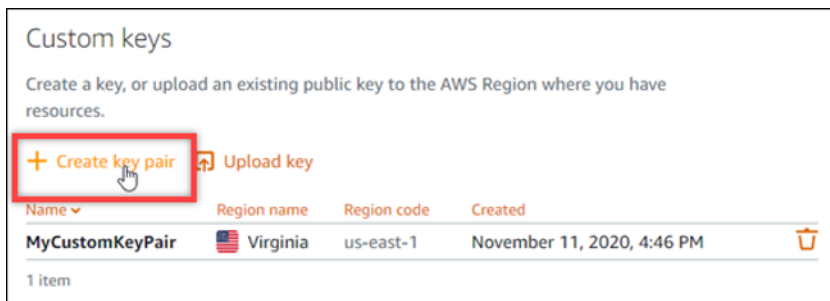 Custom keys
Create a key, or upload an existing public key to the AWS Region where you have
resources.
+ Create key pair Upload key
Name Region name Region code Created
MyCustomKeyPair Virginia us-east-1 November 11, 2020, 4:46 PM
1 item